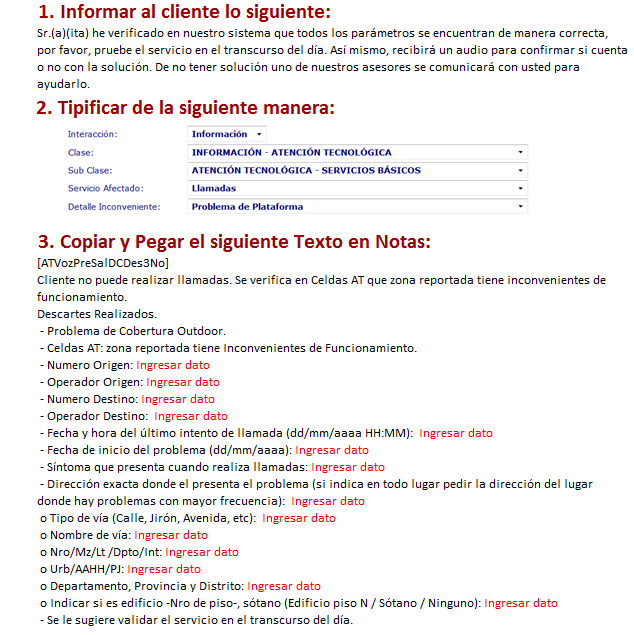 1. Informar al cliente lo siguiente:
Sr.(a)(ita) he verificado en nuestro sistema que todos los parámetros se encuentran de manera correcta,
por favor, pruebe el servicio en el transcurso del día. Así mismo, recibirá un audio para confirmar si cuenta
o no con la solución. De no tener solución uno de nuestros asesores se comunicará con usted para
ayudarlo.
2. Tipificar de la siguiente manera:
Interacción: Información
Clase: INFORMACIÓN - ATENCIÓN TECNOLÓGICA
Sub Clase: ATENCIÓN TECNOLÓGICA - SERVICIOS BÁSICOS
Servicio Afectado: Llamadas
Detalle Inconveniente: Problema de Plataforma
3. Copiar y Pegar el siguiente Texto en Notas:
[ATVozPreSalDCDes3No]
Cliente no puede realizar llamadas. Se verifica en Celdas AT que zona reportada tiene inconvenientes de
funcionamiento.
Descartes Realizados.
- Problema de Cobertura Outdoor.
- Celdas AT: zona reportada tiene Inconvenientes de Funcionamiento.
- Numero Origen: Ingresar dato
- Operador Origen: Ingresar dato
- Numero Destino: Ingresar dato
- Operador Destino: Ingresar dato
- Fecha y hora del último intento de llamada (dd/mm/aaaa HH:MM): Ingresar dato
- Fecha de inicio del problema (dd/mm/aaaa): Ingresar dato
- Síntoma que presenta cuando realiza llamadas: Ingresar dato
- Dirección exacta donde el presenta el problema (si indica en todo lugar pedir la dirección del lugar
donde hay problemas con mayor frecuencia): Ingresar dato
o Tipo de vía (Calle, Jirón, Avenida, etc): Ingresar dato
o Nombre de vía: Ingresar dato
o Nro/Mz/Lt /Dpto/Int: Ingresar dato
o Urb/AAHH/PJ: Ingresar dato
o Departamento, Provincia y Distrito: Ingresar dato
o Indicar si es edificio -Nro de piso-, sótano (Edificio piso N / Sótano / Ninguno): Ingresar dato
- Se le sugiere validar el servicio en el transcurso del día.